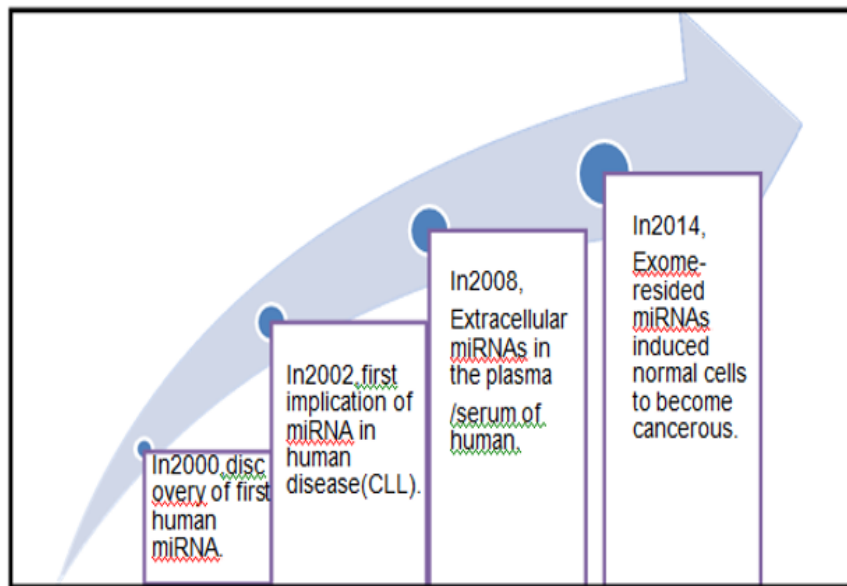 In2000,disc
overy of first
human
miRNA.
In2002,first
implication of
miRNA in
human
disease(CLL).
In2008,
Extracellular
miRNAs in
the plasma
/serum of
human.
In2014,
Exome-
resided
miRNAs
induced
normal cells
to become
cancerous.